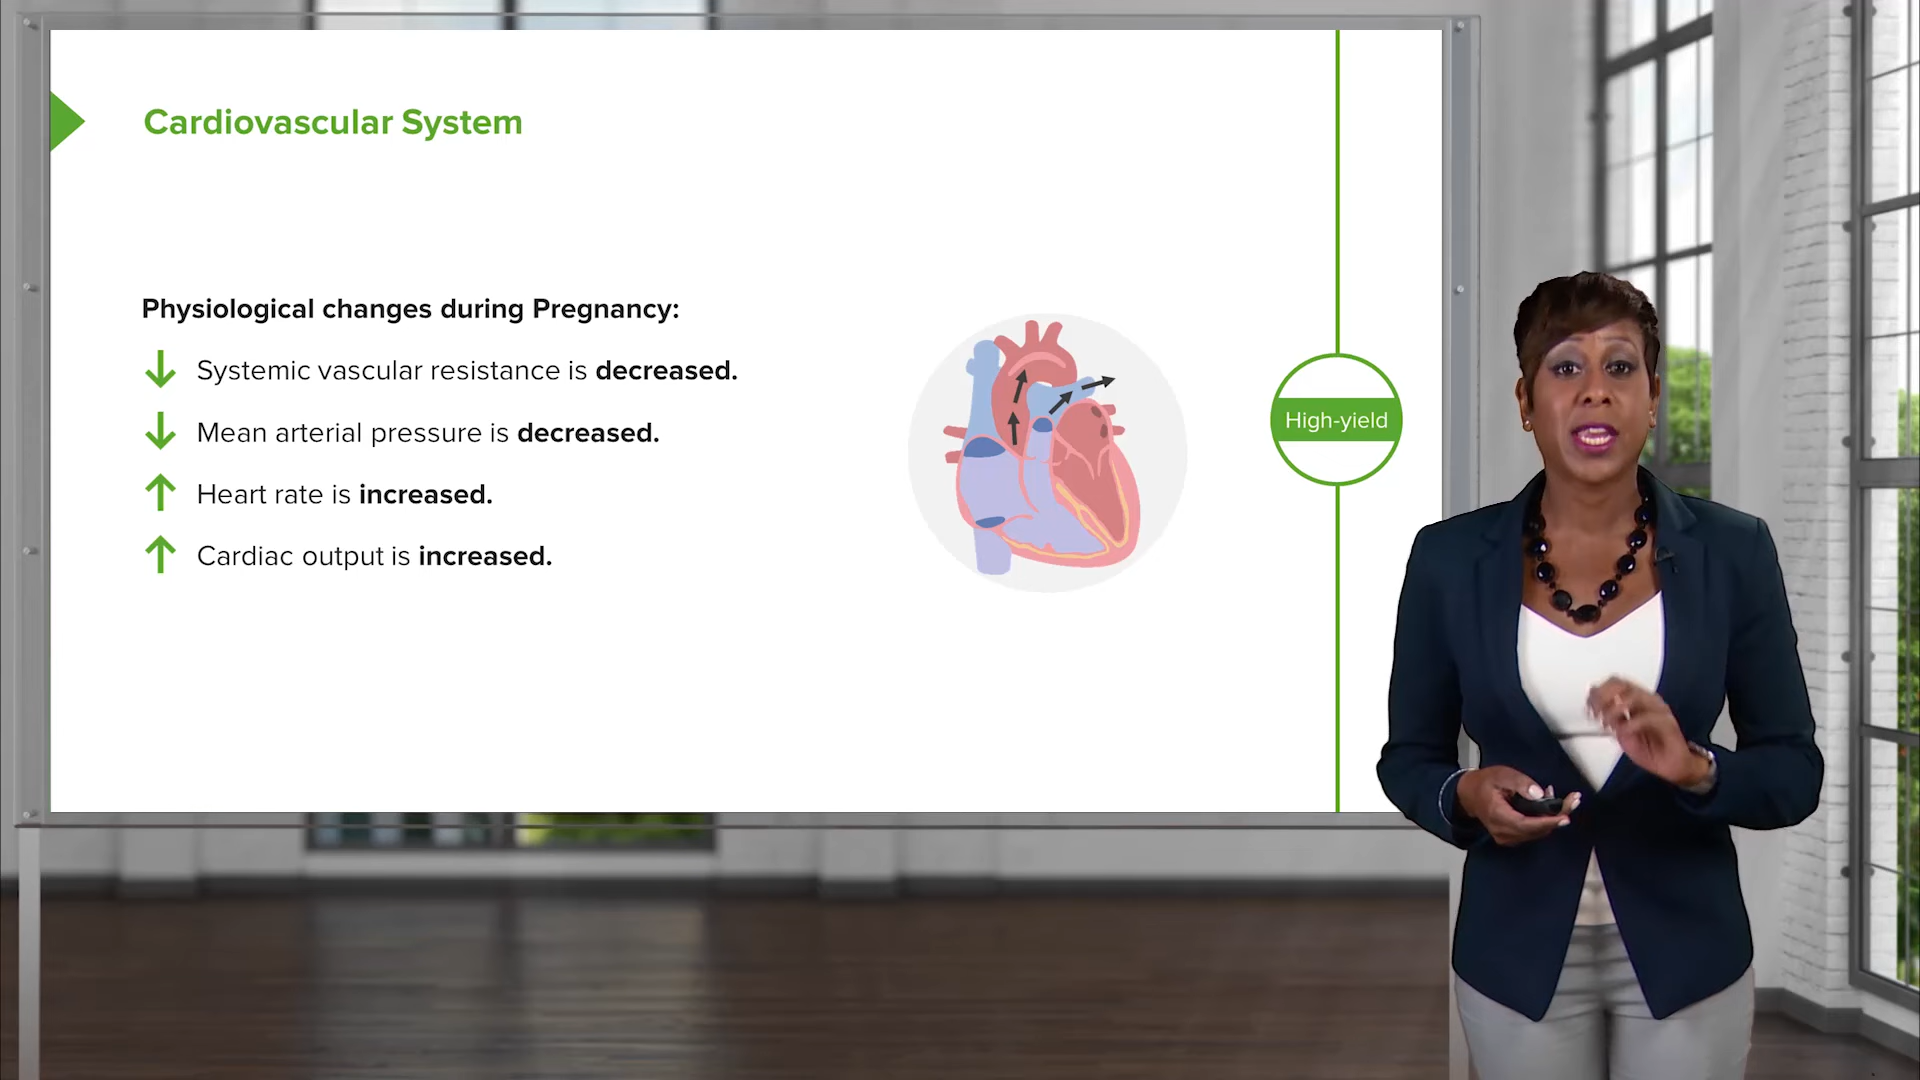 Cardiovascular System
Physiological changes during Pregnancy:
Systemic vascular resistance is decreased.
Mean arterial pressure is decreased.
Heart rate is increased.
Cardiac output is increased.
High-yield